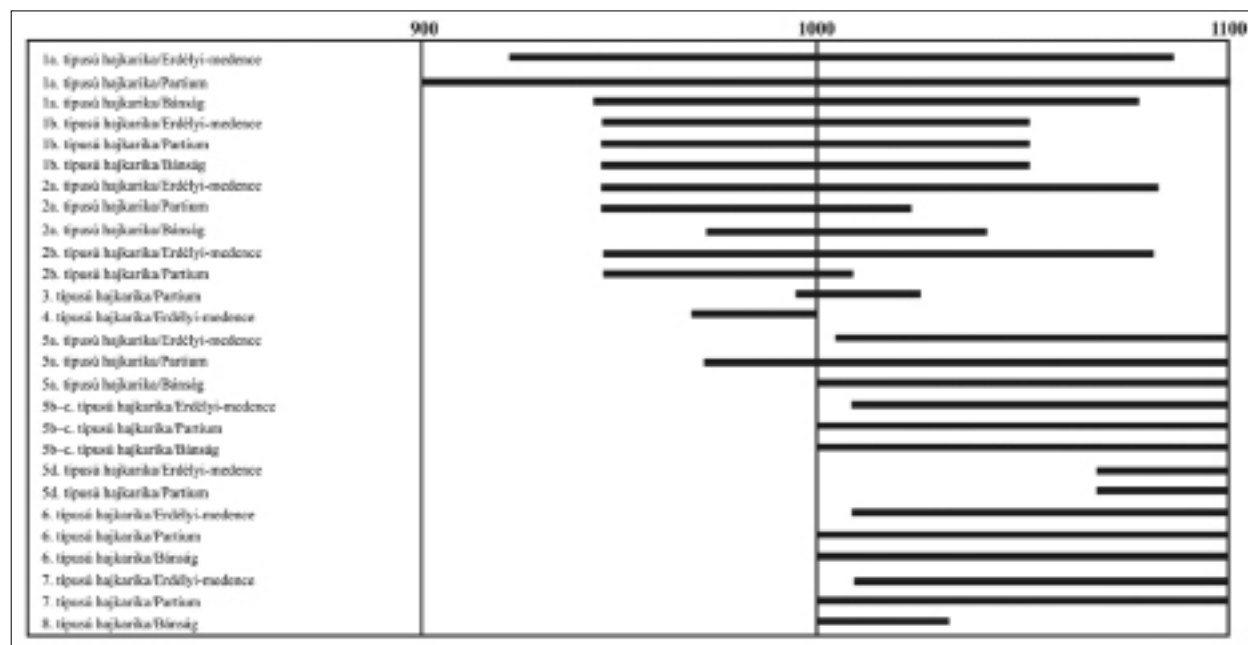 900 1000 1100
1a. típusú hajkarika/Erdélyi-medence
1a. típusú hajkarika/Partium
1a. típusú hajkarika/Bánság
1b. típusú hajkarika/Erdélyi-medence
1b. típusú hajkarika/Partium
1b. típusú hajkarika/Bánság
2a. típusú hajkarika/Erdélyi-medence
2a. típusú hajkarika/Partium
2a. típusú hajkarika/Bánság
2b. típusú hajkarika/Erdélyi-medence
2b. típusú hajkarika/Partium
3. típusú hajkarika/Partium
4. típusú hajkarika/Erdélyi-medence
5a. típusú hajkarika/Erdélyi-medence
5a. típusú hajkarika/Partium
5a. típusú hajkarika/Bánság
5b–c. típusú hajkarika/Erdélyi-medence
5b–c. típusú hajkarika/Partium
5b–c. típusú hajkarika/Bánság
5d. típusú hajkarika/Erdélyi-medence
5d. típusú hajkarika/Partium
6. típusú hajkarika/Erdélyi-medence
6. típusú hajkarika/Partium
6. típusú hajkarika/Bánság
7. típusú hajkarika/Erdélyi-medence
7. típusú hajkarika/Partium
8. típusú hajkarika/Bánság